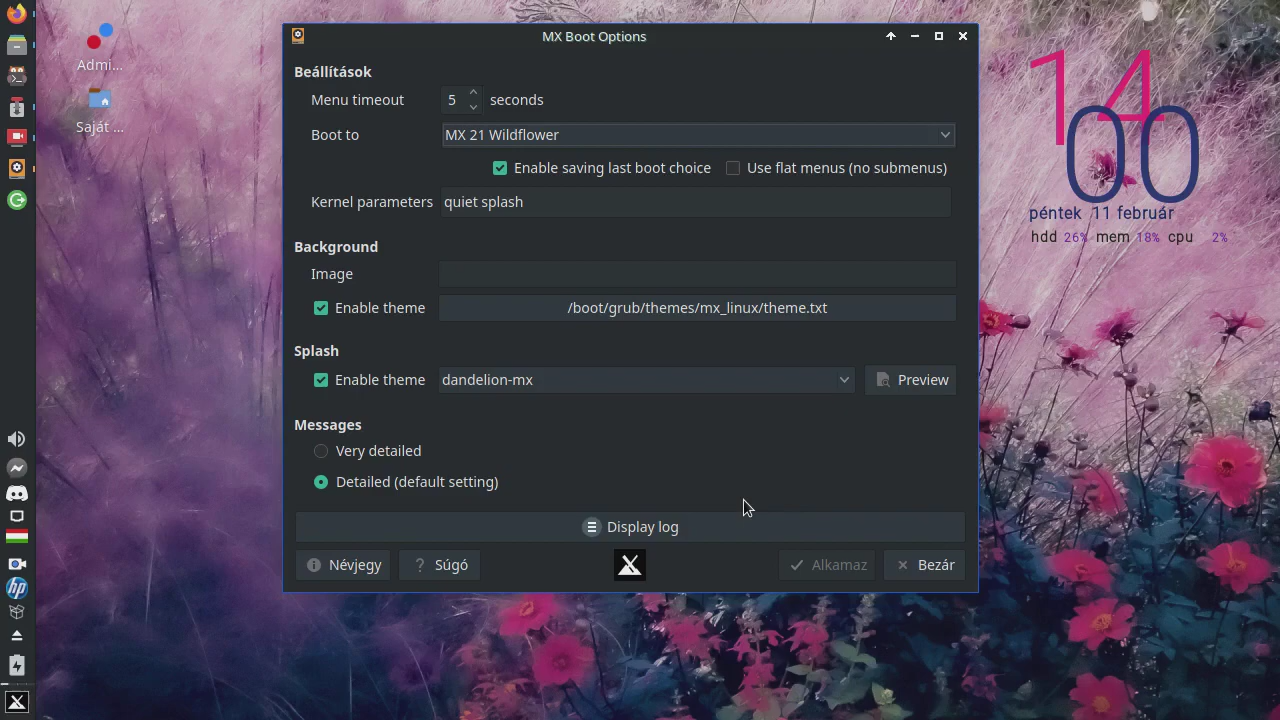 MX Boot Options
Admi...
Saját ...
Beállítások
Menu timeout 5 seconds
Boot to MX 21 Wildflower
Enable saving last boot choice Use flat menus (no submenus)
Kernel parameters quiet splash
Background
Image
Enable theme /boot/grub/themes/mx_linux/theme.txt
Splash
Enable theme dandelion-mx Preview
Messages
Very detailed
Detailed (default setting)
Display log
Névjegy Súgó Alkamaz Bezár
14
00
péntek 11 február
hdd 26% mem 18% cpu 2%
hp